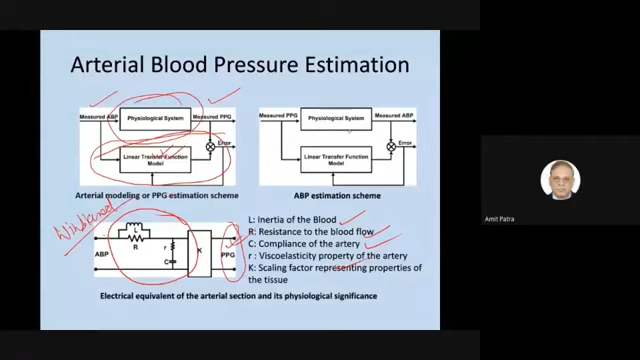 Arterial Blood Pressure Estimation
Measured ABP
Physiological System
Measured PPG
Error
Linear Transfer Function
Model
Arterial modeling or PPG estimation scheme
Measured PPG
Physiological System
Measured ABP
Error
Linear Transfer Function
Model
ABP estimation scheme
Windkessel
L
R
r
C
K
ABP
PPG
L: Inertia of the Blood
R: Resistance to the blood flow
C: Compliance of the artery
r : Viscoelasticity property of the artery
K: Scaling factor representing properties of
the tissue
Electrical equivalent of the arterial section and its physiological significance
Amit Patra